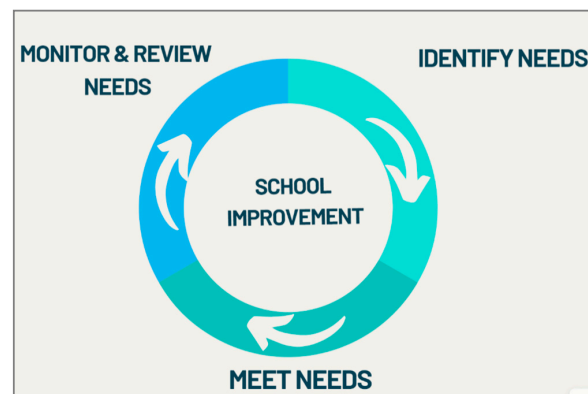 MONITOR & REVIEW
NEEDS
IDENTIFY NEEDS
SCHOOL
IMPROVEMENT
MEET NEEDS